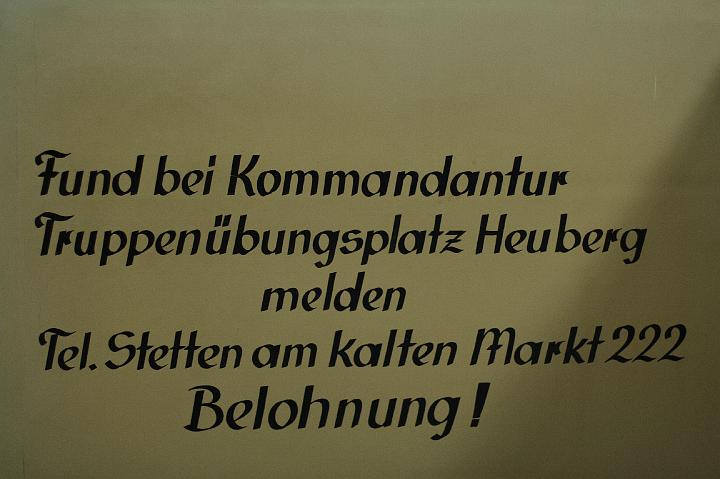 Fund bei Kommandantur
Truppenübungsplatz Heuberg
melden
Tel. Stetten am kalten Markt 222
Belohnung!